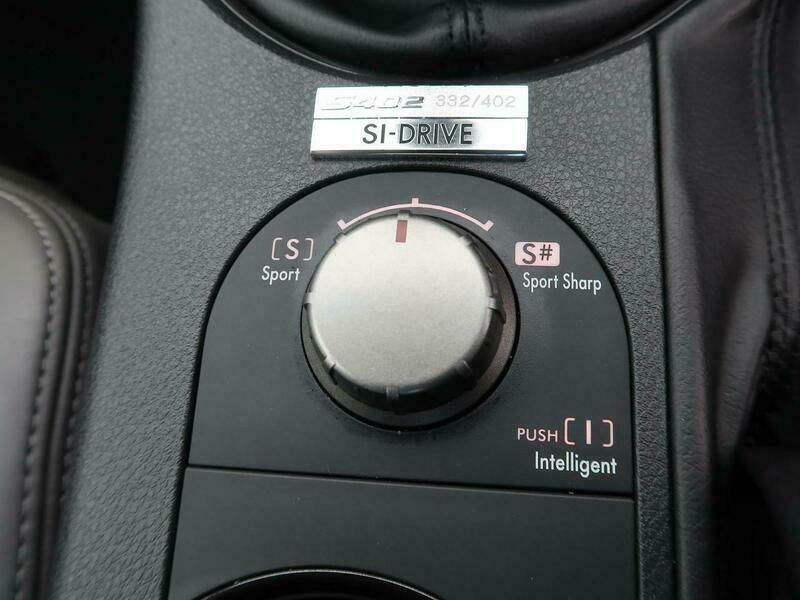 S402 332/402
SI-DRIVE
[S]
Sport
S#
Sport Sharp
PUSH [I]
Intelligent